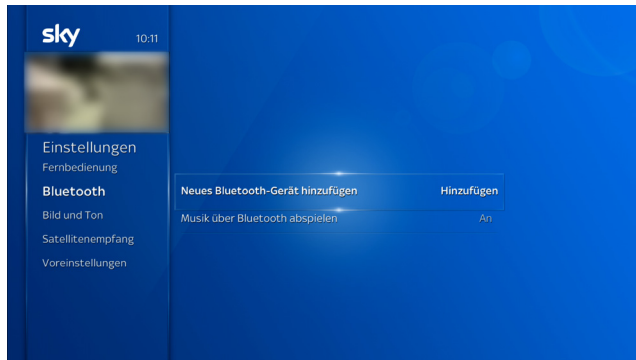 sky 10:11
Einstellungen
Fernbedienung
Bluetooth
Neues Bluetooth-Gerät hinzufügen Hinzufügen
Bild und Ton
Musik über Bluetooth abspielen An
Satellitenempfang
Voreinstellungen